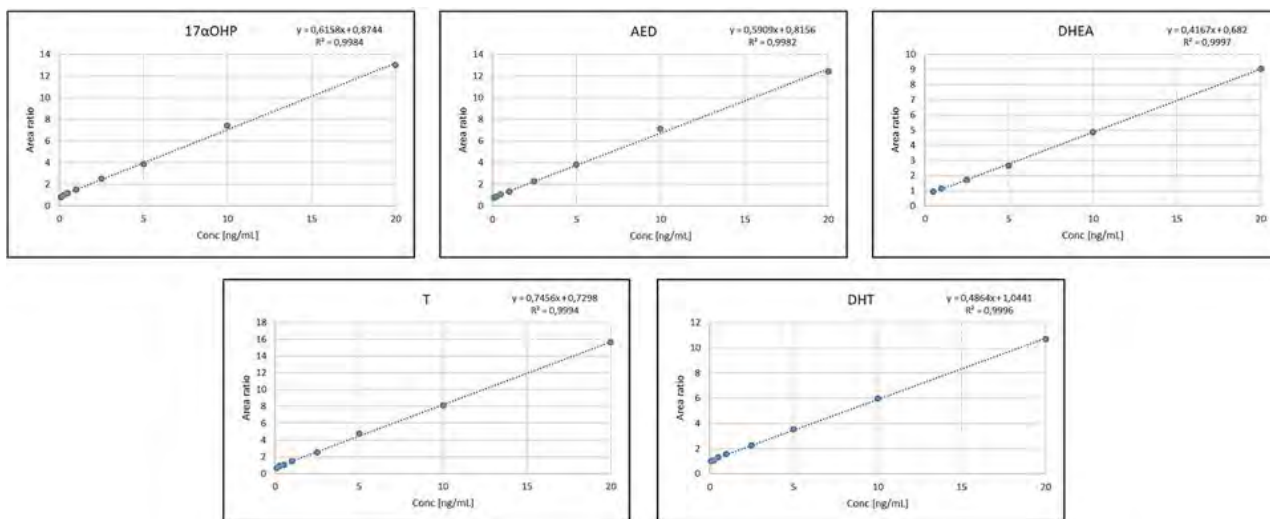 17αOHP
y = 0,6158x + 0,8744
R² = 0,9984
14
12
10
8
6
4
2
0
Area ratio
0 5 10 15 20
Conc [ng/mL]
AED
y = 0,5909x + 0,8156
R² = 0,9982
14
12
10
8
6
4
2
0
Area ratio
0 5 10 15 20
Conc [ng/mL]
DHEA
y = 0,4167x + 0,682
R² = 0,9997
10
9
8
7
6
5
4
3
2
1
0
Area ratio
0 5 10 15 20
Conc [ng/mL]
T
y = 0,7456x + 0,7298
R² = 0,9994
18
16
14
12
10
8
6
4
2
0
Area ratio
0 5 10 15 20
Conc [ng/mL]
DHT
y = 0,4864x + 1,0441
R² = 0,9996
12
10
8
6
4
2
0
Area ratio
0 5 10 15 20
Conc [ng/mL]